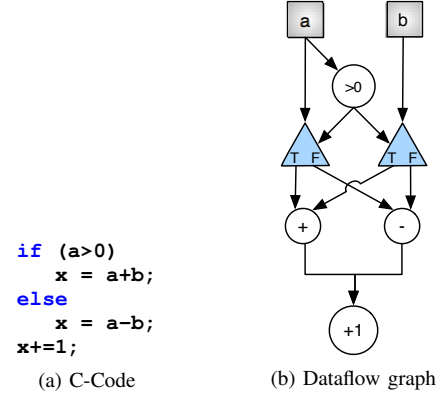 a b
>0
T F T F
+ -
+1
if (a>0)
x = a+b;
else
x = a-b;
x+=1;
(a) C-Code
(b) Dataflow graph